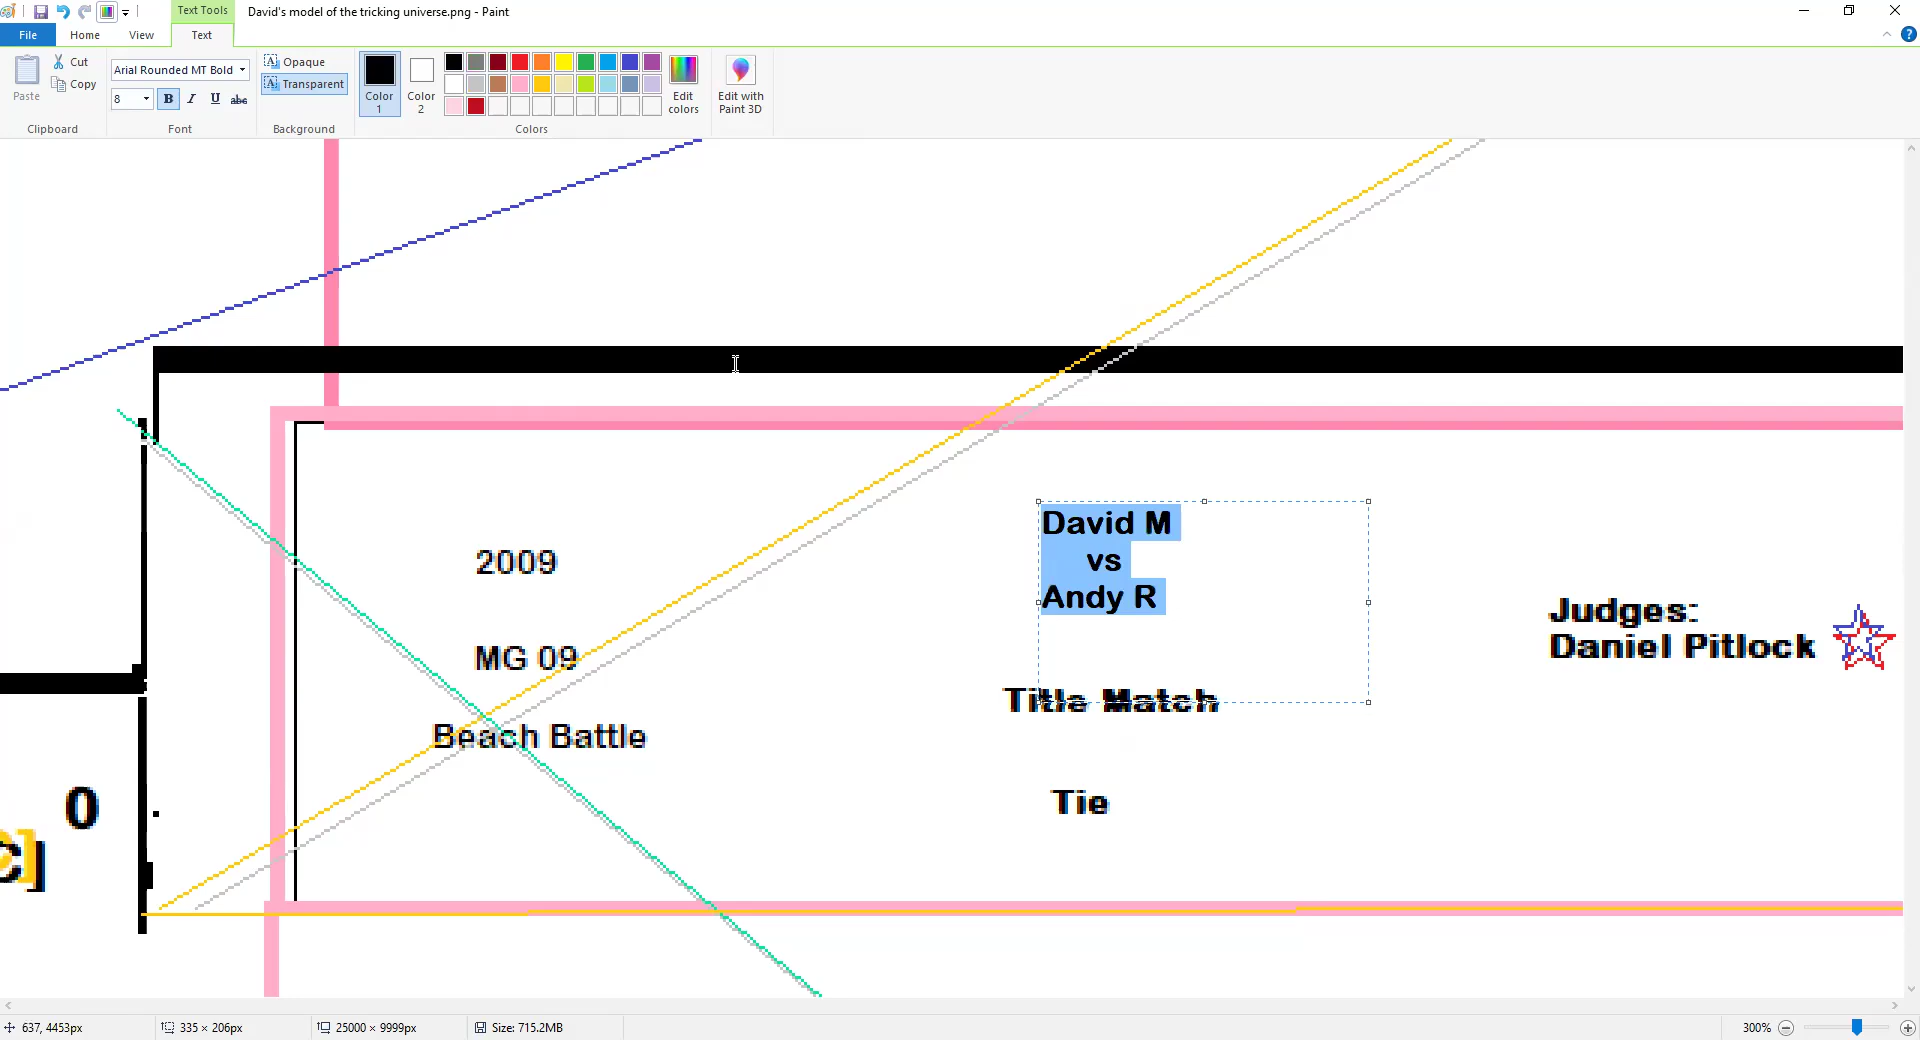 Text Tools
David's model of the tricking universe.png - Paint
File
Home
View
Text
Paste
Cut
Copy
Clipboard
Arial Rounded MT Bold
8
B
I
U
abc
Font
Opaque
Transparent
Background
Color 1
Color 2
Edit colors
Edit with Paint 3D
Colors
2009
MG 09
Beach Battle
David M
vs
Andy R
Title Match
Tie
Judges:
Daniel Pitlock
0
]
637, 4453px
335 × 206px
25000 × 9999px
Size: 715.2MB
300%